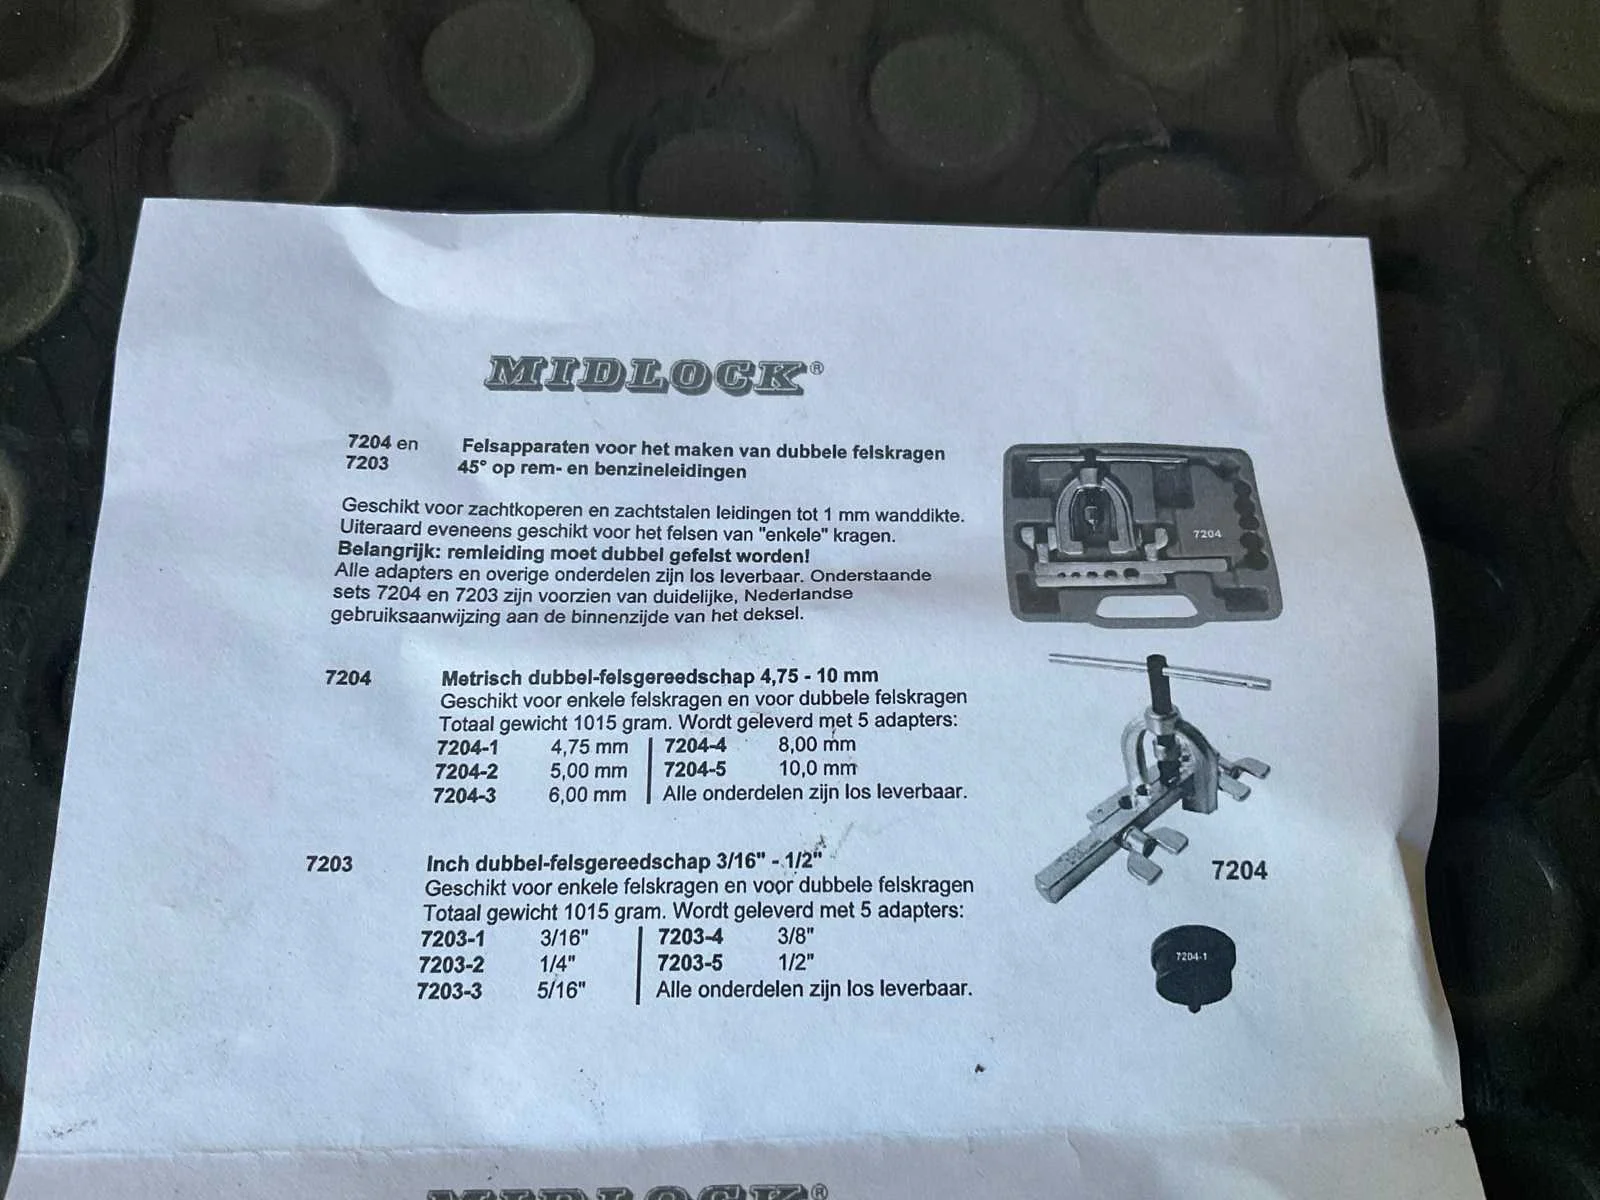 MIDLOCK®
7204 en
7203
Felsapparaten voor het maken van dubbele felskragen
45° op rem- en benzineleidingen
Geschikt voor zachtkoperen en zachtstalen leidingen tot 1 mm wanddikte.
Uiteraard eveneens geschikt voor het felsen van "enkele" kragen.
Belangrijk: remleiding moet dubbel gefelst worden!
Alle adapters en overige onderdelen zijn los leverbaar. Onderstaande
sets 7204 en 7203 zijn voorzien van duidelijke, Nederlandse
gebruiksaanwijzing aan de binnenzijde van het deksel.
7204
7204 Metrisch dubbel-felsgereedschap 4,75 - 10 mm
Geschikt voor enkele felskragen en voor dubbele felskragen
Totaal gewicht 1015 gram. Wordt geleverd met 5 adapters:
7204-1 4,75 mm | 7204-4 8,00 mm
7204-2 5,00 mm | 7204-5 10,0 mm
7204-3 6,00 mm | Alle onderdelen zijn los leverbaar.
7204
7203 Inch dubbel-felsgereedschap 3/16" - 1/2"
Geschikt voor enkele felskragen en voor dubbele felskragen
Totaal gewicht 1015 gram. Wordt geleverd met 5 adapters:
7203-1 3/16" | 7203-4 3/8"
7203-2 1/4" | 7203-5 1/2"
7203-3 5/16" | Alle onderdelen zijn los leverbaar.
7204-1
MIDLOCK®